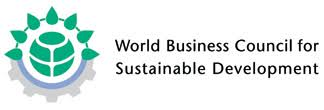 World Business Council for
Sustainable Development